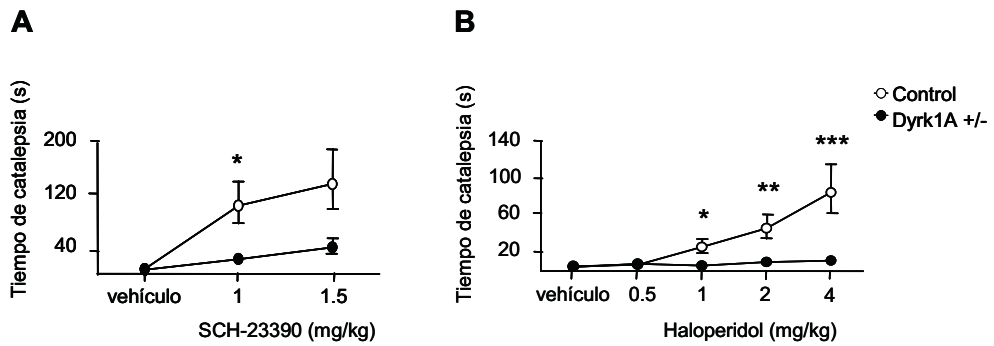 A
B
Control
Dyrk1A +/-
Tiempo de catalepsia (s)
200
120
40
*
vehículo 1 1.5
SCH-23390 (mg/kg)
Tiempo de catalepsia (s)
140
100
60
20
*
**
***
vehículo 0.5 1 2 4
Haloperidol (mg/kg)